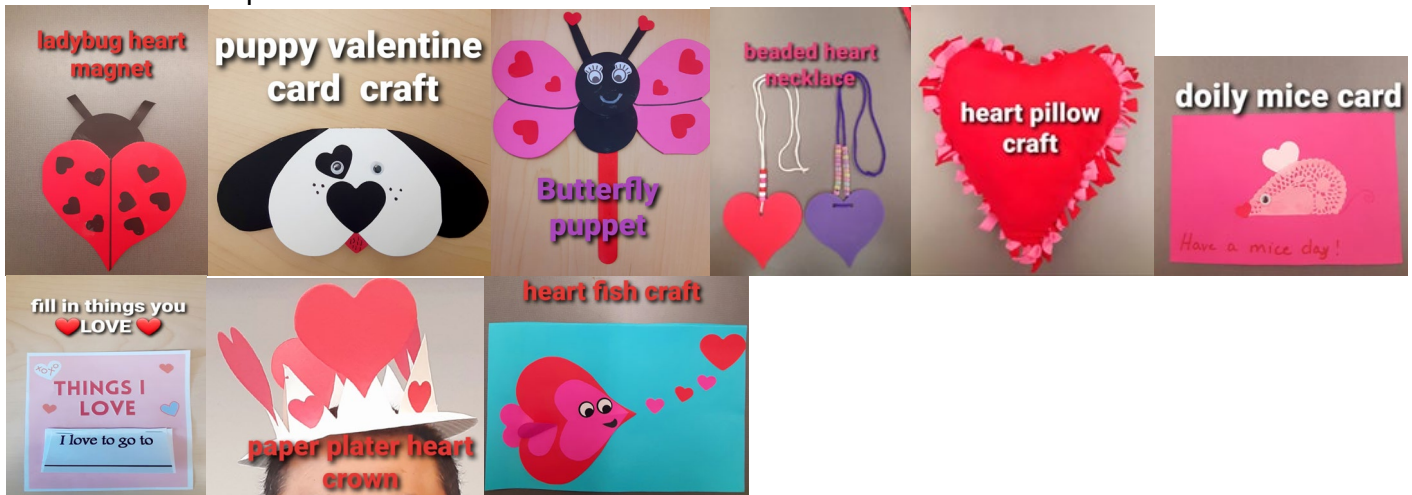 ladybug heart
magnet
puppy valentine
card craft
Butterfly
puppet
beaded heart
necklace
heart pillow
craft
doily mice card
Have a mice day!
fill in things you
❤️LOVE ❤️
XOXO
THINGS I
LOVE
I love to go to
paper plater heart
crown
heart fish craft